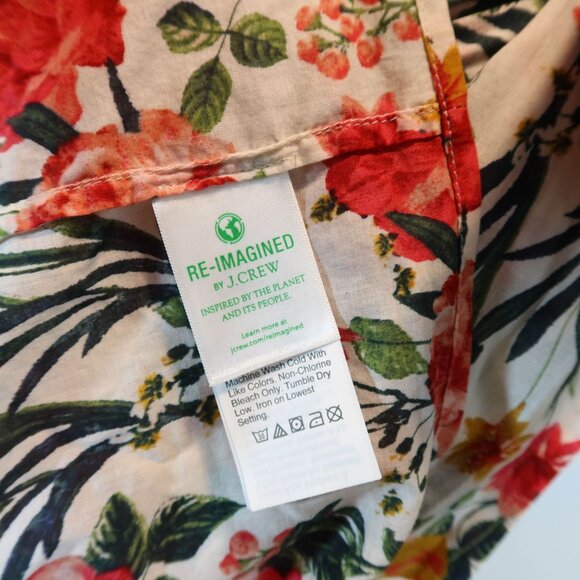 RE-IMAGINED
BY J.CREW
INSPIRED BY THE PLANET
AND ITS PEOPLE.
Learn more at
jcrew.com/reimagined
Machine Wash Cold With
Like Colors. Non-Chlorine
Bleach Only. Tumble Dry
Low. Iron on Lowest
Setting